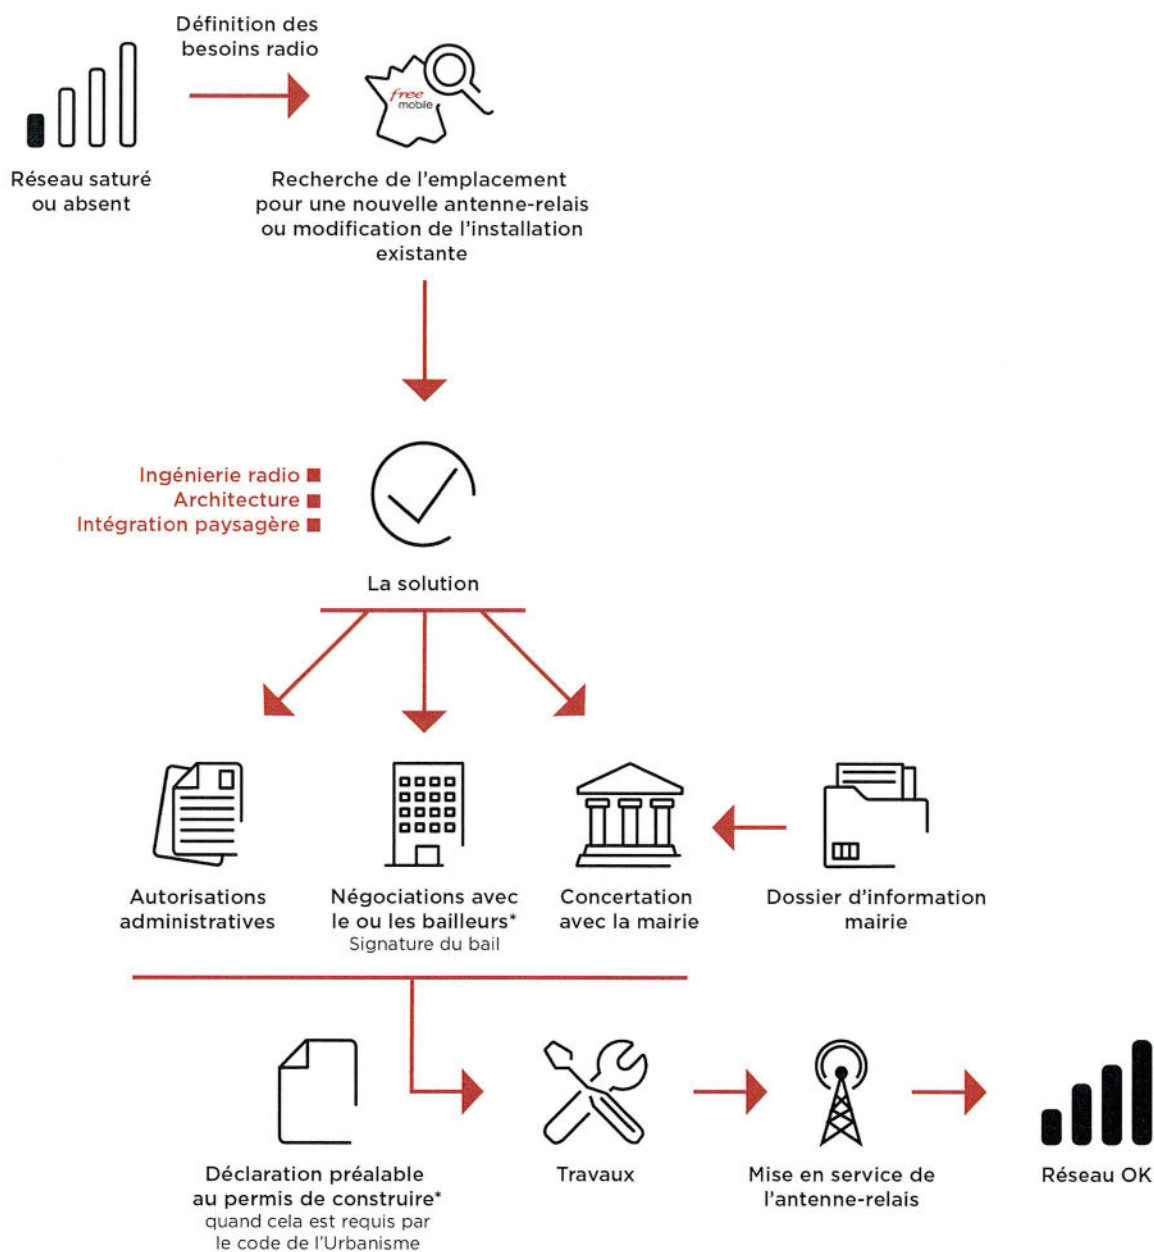 Définition des
besoins radio
free
mobile
Réseau saturé
ou absent
Recherche de l'emplacement
pour une nouvelle antenne-relais
ou modification de l'installation
existante
Ingénierie radio
Architecture
Intégration paysagère
La solution
Autorisations
administratives
Négociations avec
le ou les bailleurs*
Signature du bail
Concertation
avec la mairie
Dossier d'information
mairie
Déclaration préalable
au permis de construire*
quand cela est requis par
le code de l'Urbanisme
Travaux
Mise en service de
l'antenne-relais
Réseau OK